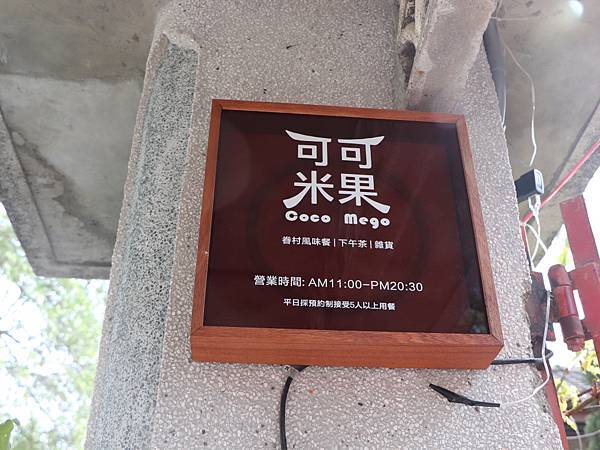 可可
米果
Coco Mego
眷村風味餐|下午茶|雜貨
營業時間: AM11:00-PM20:30
平日採預約制接受5人以上用餐